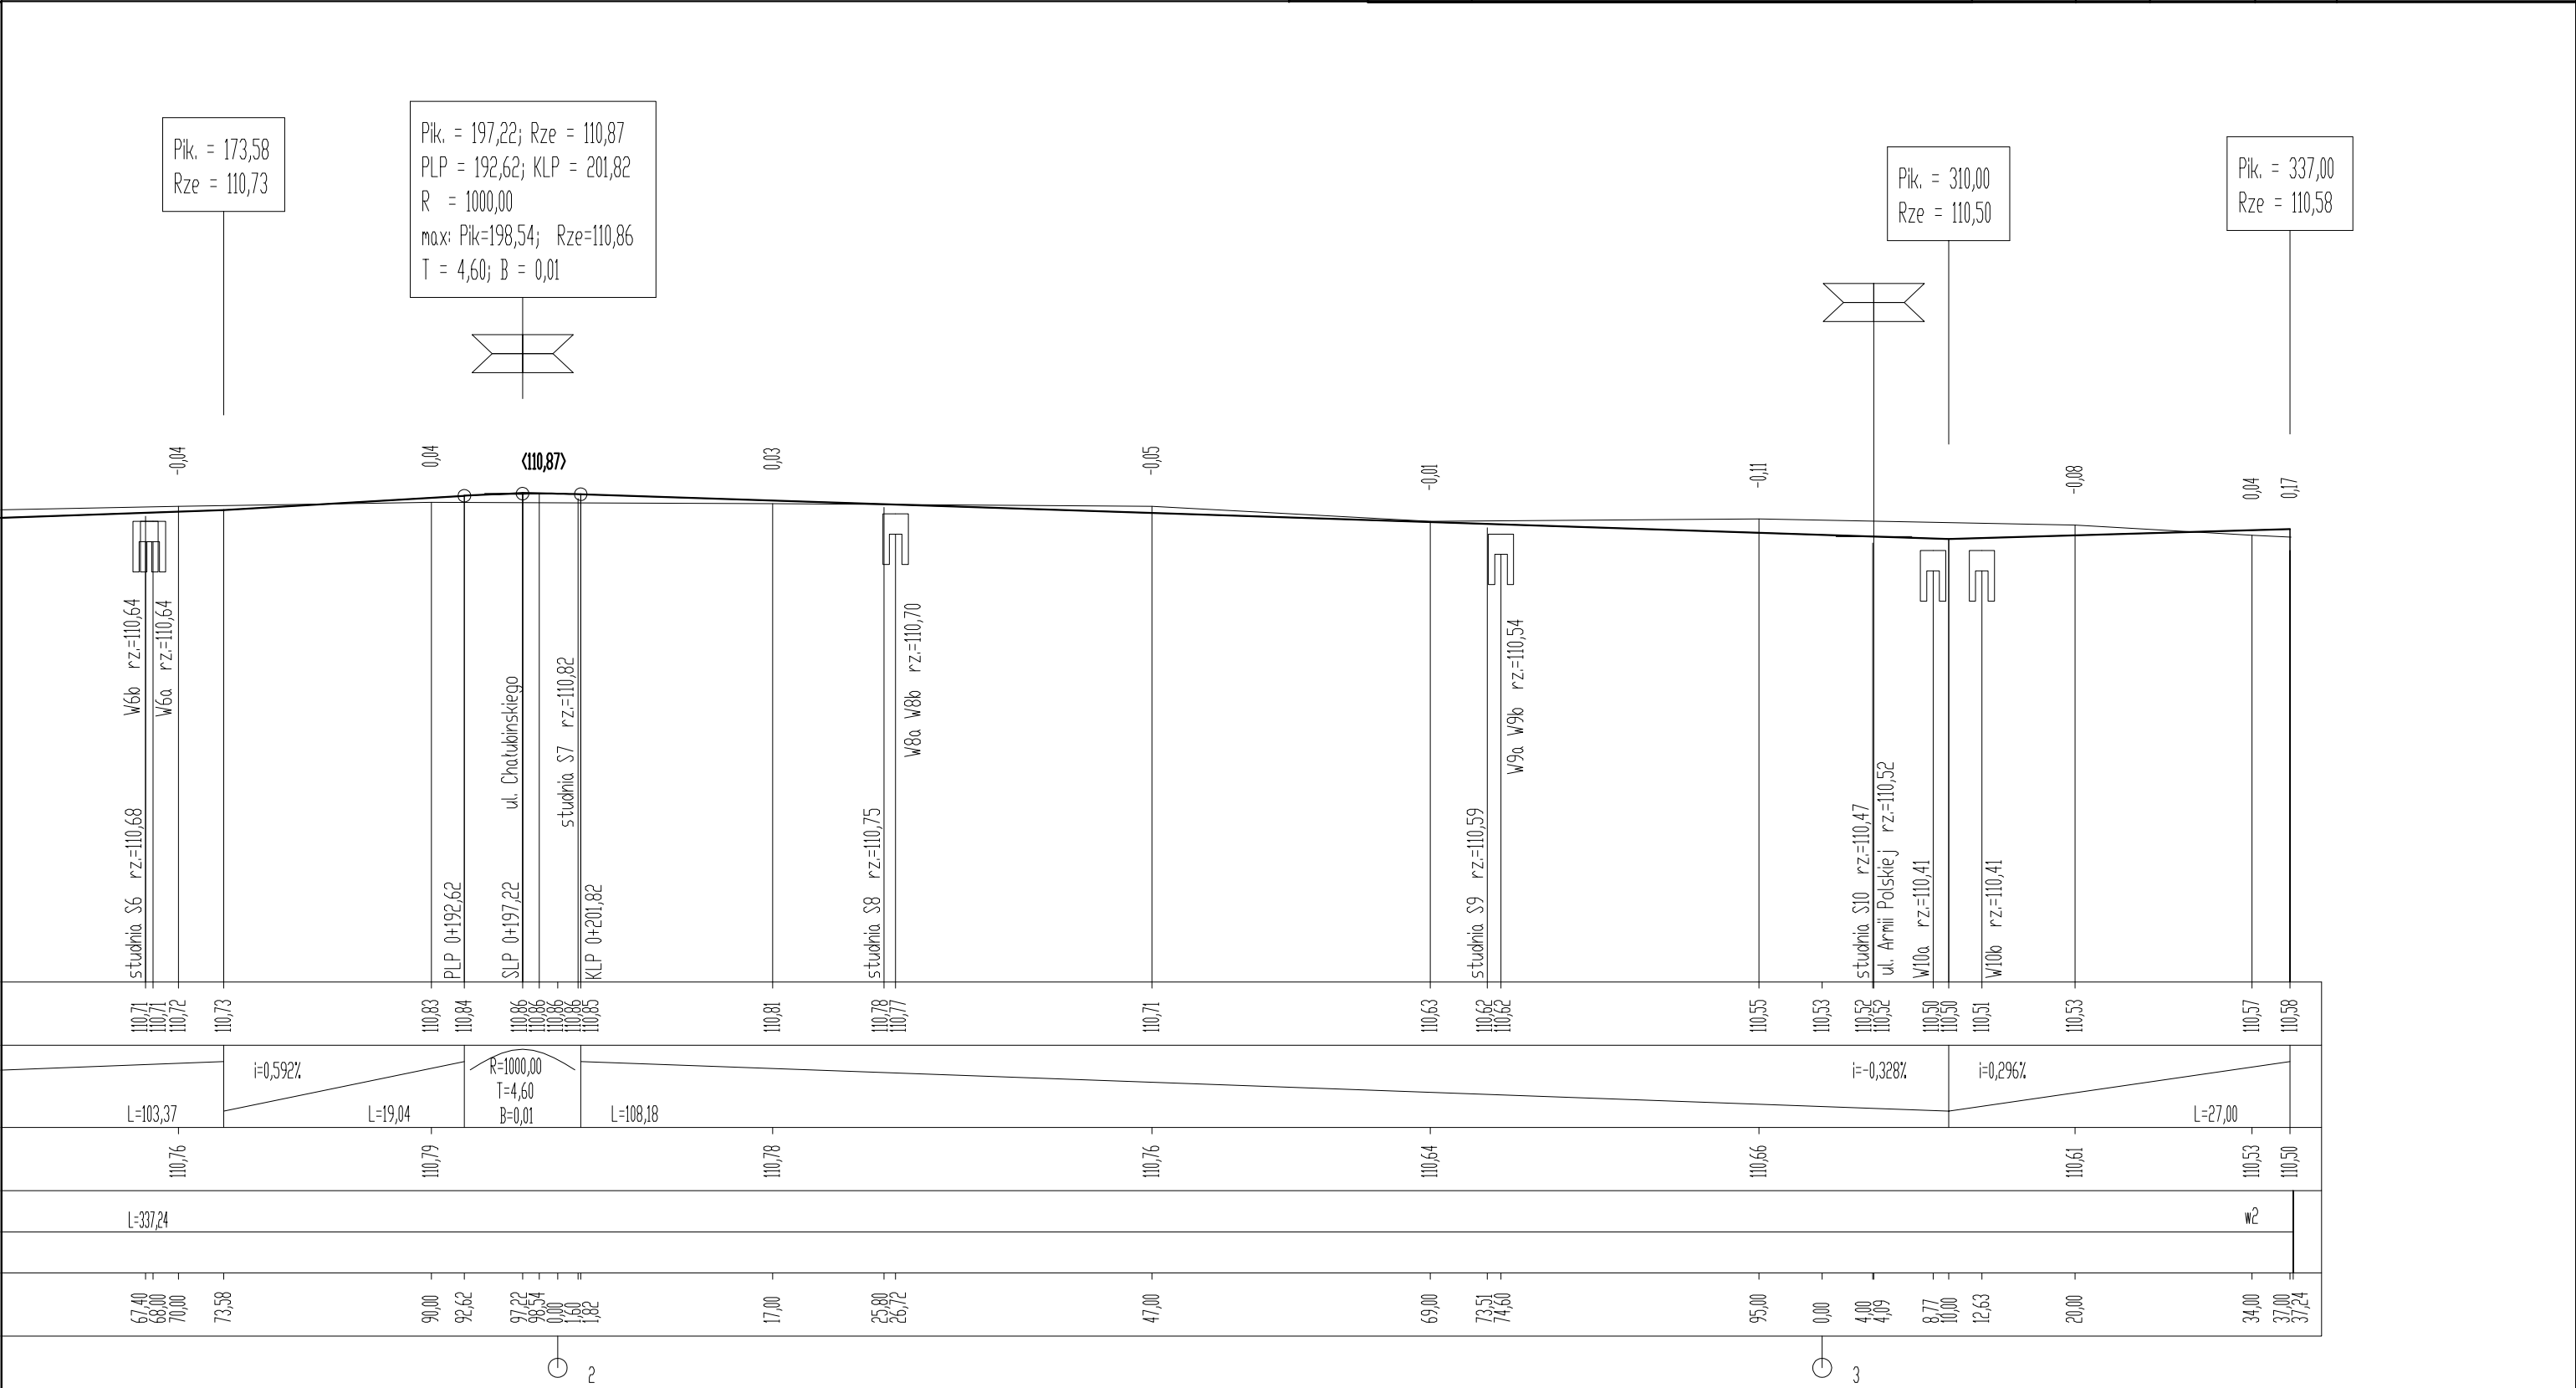 Pik. = 173,58
Rze = 110,73
Pik. = 197,22; Rze = 110,87
PLP = 192,62; KLP = 201,82
R = 1000,00
max: Pik=198,54; Rze=110,86
T = 4,60; B = 0,01
Pik. = 310,00
Rze = 110,50
Pik. = 337,00
Rze = 110,58
-0,04
0,04
<110,87>
0,03
-0,05
-0,01
-0,11
-0,08
0,04
0,17
studnia S6 rz.=110,68
W6b rz.=110,64
W6a rz.=110,64
PLP 0+192,62
SLP 0+197,22
ul. Chałubińskiego
studnia S7 rz.=110,82
KLP 0+201,82
studnia S8 rz.=110,75
W8a W8b rz.=110,70
studnia S9 rz.=110,59
W9a W9b rz.=110,54
studnia S10 rz.=110,47
ul. Armii Polskiej rz.=110,52
W10a rz.=110,41
W10b rz.=110,41
110,71
110,71
110,72
110,73
110,83
110,84
110,86
110,86
110,86
110,86
110,85
110,81
110,78
110,77
110,71
110,63
110,62
110,62
110,55
110,53
110,52
110,52
110,50
110,50
110,51
110,53
110,57
110,58
L=103,37
i=0,592%
L=19,04
R=1000,00
T=4,60
B=0,01
L=108,18
i=-0,328%
i=0,296%
L=27,00
110,76
110,79
110,78
110,76
110,64
110,66
110,61
110,53
110,50
L=337,24
w2
67,40
68,00
70,00
73,58
90,00
92,62
97,22
98,54
0,00
1,60
1,82
17,00
25,80
26,72
47,00
69,00
73,51
74,60
95,00
0,00
4,00
4,09
8,77
10,00
12,63
20,00
34,00
37,00
37,24
2
3